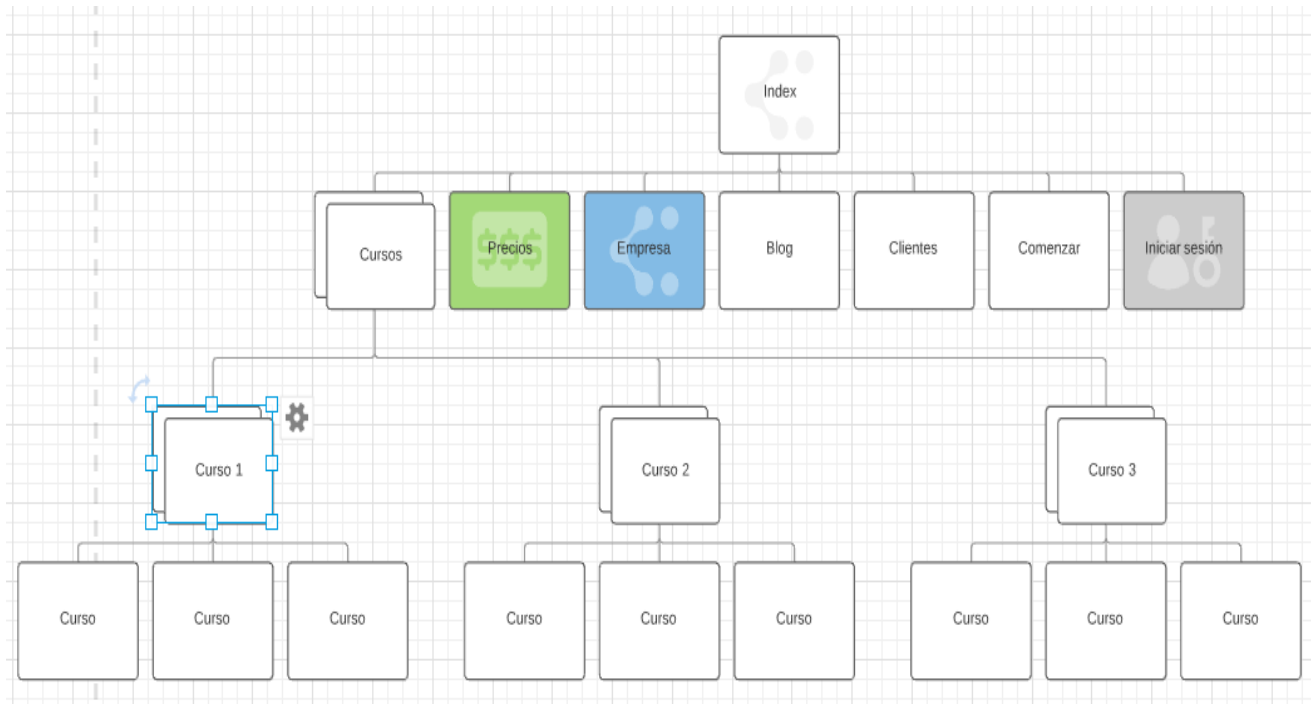 Index
Cursos
$$$
Precios
Empresa
Blog
Clientes
Comenzar
Iniciar sesión
Curso 1
Curso 2
Curso 3
Curso
Curso
Curso
Curso
Curso
Curso
Curso
Curso
Curso